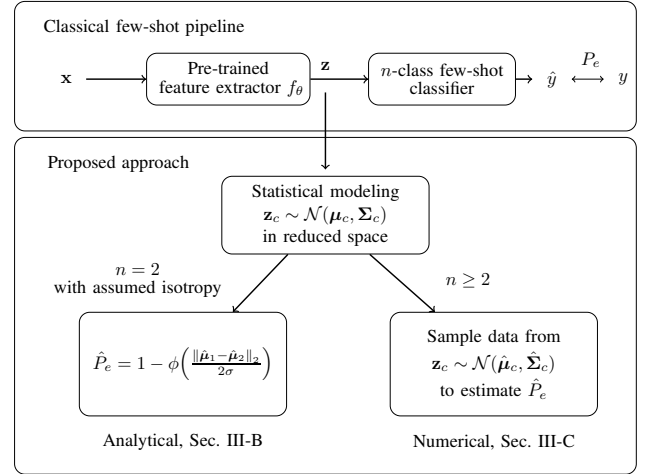 Classical few-shot pipeline
x
Pre-trained
feature extractor f_θ
z
n-class few-shot
classifier
ŷ
P_e
y
Proposed approach
Statistical modeling
z_c ∼ 𝒩(μ_c, Σ_c)
in reduced space
n = 2
with assumed isotropy
n ≥ 2
P̂_e = 1 − ϕ(‖μ̂_1−μ̂_2‖_2 / 2σ)
Sample data from
z_c ∼ 𝒩(μ̂_c, Σ̂_c)
to estimate P̂_e
Analytical, Sec. III-B
Numerical, Sec. III-C